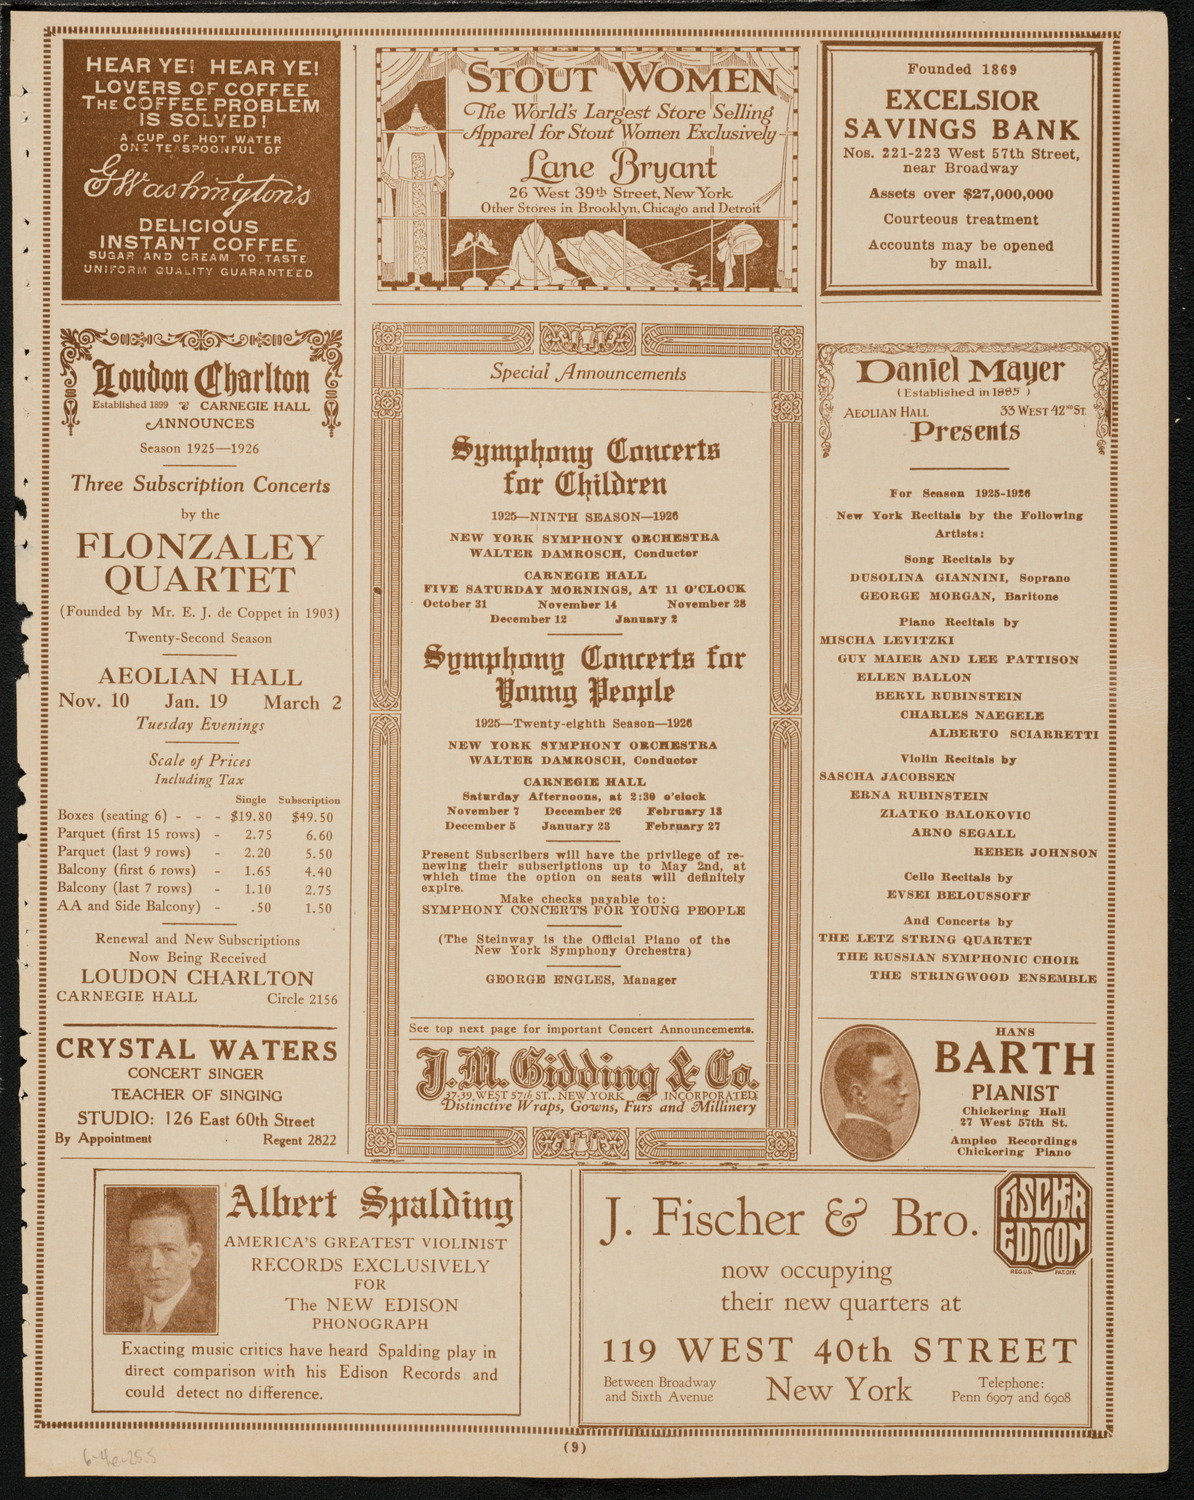 HEAR YE! HEAR YE!
LOVERS OF COFFEE
THE COFFEE PROBLEM
IS SOLVED!
A CUP OF HOT WATER
ONE TEASPOONFUL OF
G Washington's
DELICIOUS
INSTANT COFFEE
SUGAR AND CREAM TO TASTE
UNIFORM QUALITY GUARANTEED
STOUT WOMEN
The World's Largest Store Selling
Apparel for Stout Women Exclusively
Lane Bryant
26 West 39th Street, New York
Other Stores in Brooklyn, Chicago and Detroit
Founded 1869
EXCELSIOR
SAVINGS BANK
Nos. 221-223 West 57th Street,
near Broadway
Assets over $27,000,000
Courteous treatment
Accounts may be opened
by mail.
Loudon Charlton
Established 1899 CARNEGIE HALL
ANNOUNCES
Season 1925—1926
Three Subscription Concerts
by the
FLONZALEY
QUARTET
(Founded by Mr. E. J. de Coppet in 1903)
Twenty-Second Season
AEOLIAN HALL
Nov. 10 Jan. 19 March 2
Tuesday Evenings
Scale of Prices
Including Tax
Single Subscription
Boxes (seating 6) - - - $19.80 $49.50
Parquet (first 15 rows) - 2.75 6.60
Parquet (last 9 rows) - 2.20 5.50
Balcony (first 6 rows) - 1.65 4.40
Balcony (last 7 rows) - 1.10 2.75
AA and Side Balcony) - .50 1.50
Renewal and New Subscriptions
Now Being Received
LOUDON CHARLTON
CARNEGIE HALL Circle 2156
CRYSTAL WATERS
CONCERT SINGER
TEACHER OF SINGING
STUDIO: 126 East 60th Street
By Appointment Regent 2822
Special Announcements
Symphony Concerts
for Children
1925—NINTH SEASON—1926
NEW YORK SYMPHONY ORCHESTRA
WALTER DAMROSCH, Conductor
CARNEGIE HALL
FIVE SATURDAY MORNINGS, AT 11 O'CLOCK
October 31 November 14 November 28
December 12 January 2
Symphony Concerts for
Young People
1925—Twenty-eighth Season—1926
NEW YORK SYMPHONY ORCHESTRA
WALTER DAMROSCH, Conductor
CARNEGIE HALL
Saturday Afternoons, at 2:30 o'clock
November 7 December 26 February 13
December 5 January 23 February 27
Present Subscribers will have the privilege of re-
newing their subscriptions up to May 2nd, at
which time the option on seats will definitely
expire.
Make checks payable to:
SYMPHONY CONCERTS FOR YOUNG PEOPLE
(The Steinway is the Official Piano of the
New York Symphony Orchestra)
GEORGE ENGLES, Manager
See top next page for important Concert Announcements.
J. M. Gidding & Co.
37-39 WEST 57th ST., NEW YORK INCORPORATED
Distinctive Wraps, Gowns, Furs and Millinery
Daniel Mayer
(Established in 1885)
AEOLIAN HALL 33 WEST 42ND ST.
Presents
For Season 1925-1926
New York Recitals by the Following
Artists:
Song Recitals by
DUSOLINA GIANNINI, Soprano
GEORGE MORGAN, Baritone
Piano Recitals by
MISCHA LEVITZKI
GUY MAIER AND LEE PATTISON
ELLEN BALLON
BERYL RUBINSTEIN
CHARLES NAEGELE
ALBERTO SCIARRETTI
Violin Recitals by
SASCHA JACOBSEN
ERNA RUBINSTEIN
ZLATKO BALOKOVIC
ARNO SEGALL
REBER JOHNSON
Cello Recitals by
EVSEI BELOUSSOFF
And Concerts by
THE LETZ STRING QUARTET
THE RUSSIAN SYMPHONIC CHOIR
THE STRINGWOOD ENSEMBLE
HANS
BARTH
PIANIST
Chickering Hall
27 West 57th St.
Ampico Recordings
Chickering Piano
Albert Spalding
AMERICA'S GREATEST VIOLINIST
RECORDS EXCLUSIVELY
FOR
The NEW EDISON
PHONOGRAPH
Exacting music critics have heard Spalding play in
direct comparison with his Edison Records and
could detect no difference.
J. Fischer & Bro.
FISCHER
EDITION
REG.U.S. PAT.OFF.
now occupying
their new quarters at
119 WEST 40th STREET
Between Broadway
and Sixth Avenue
New York
Telephone:
Penn 6907 and 6908
(9)